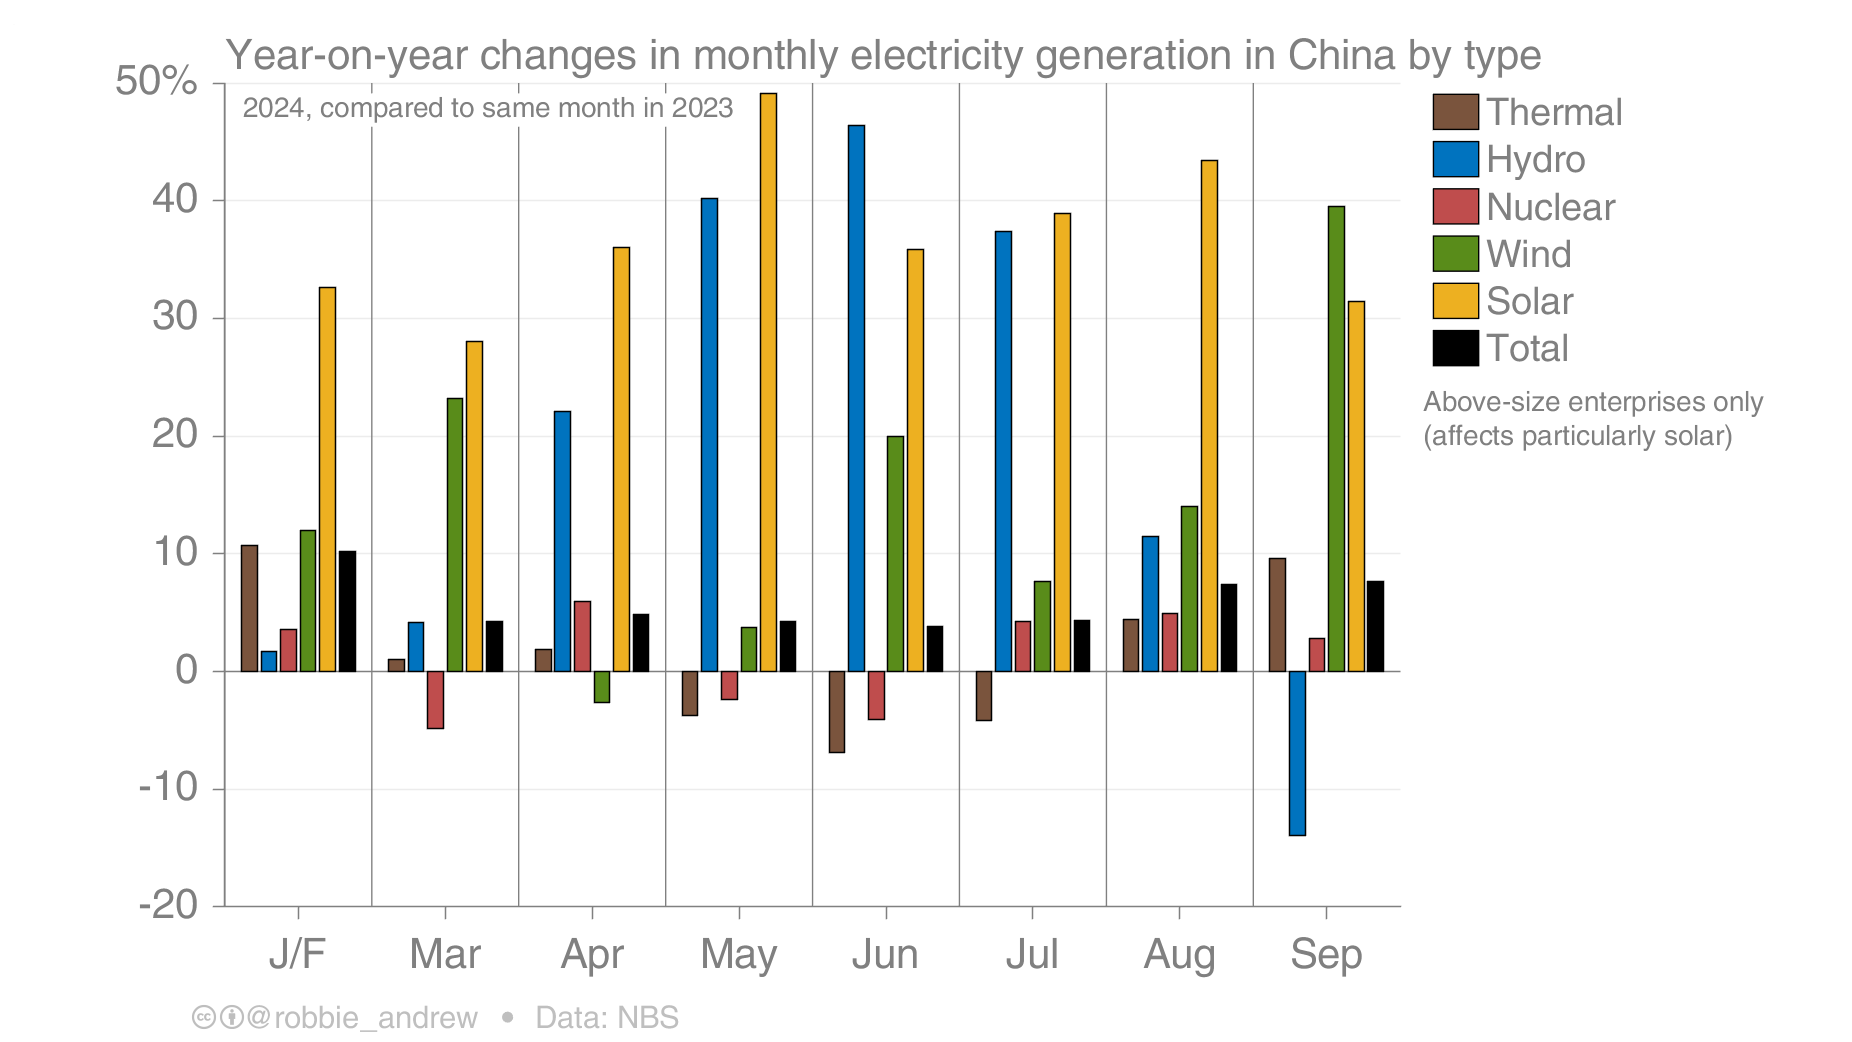 Year-on-year changes in monthly electricity generation in China by type
2024, compared to same month in 2023
50%
40
30
20
10
0
-10
-20
J/F Mar Apr May Jun Jul Aug Sep
Thermal
Hydro
Nuclear
Wind
Solar
Total
Above-size enterprises only
(affects particularly solar)
cc @robbie_andrew • Data: NBS